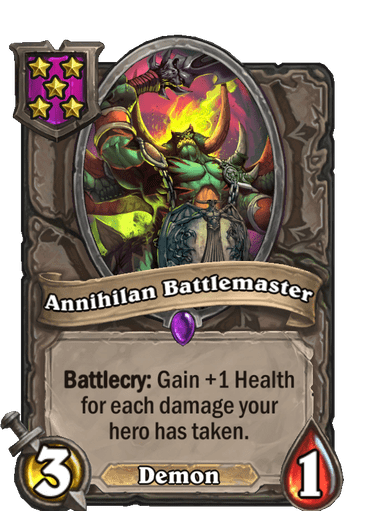 Annihilan Battlemaster
Battlecry: Gain +1 Health
for each damage your
hero has taken.
3
Demon
1